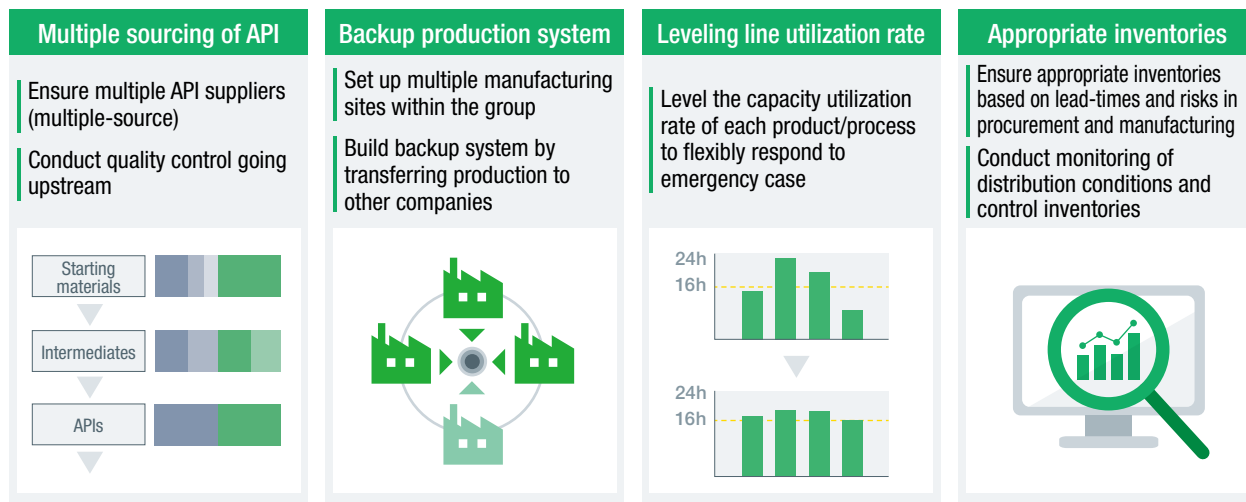 Multiple sourcing of API
Ensure multiple API suppliers
(multiple-source)
Conduct quality control going
upstream
Starting
materials
Intermediates
APIs
Backup production system
Set up multiple manufacturing
sites within the group
Build backup system by
transferring production to
other companies
Leveling line utilization rate
Level the capacity utilization
rate of each product/process
to flexibly respond to
emergency case
24h
16h
24h
16h
Appropriate inventories
Ensure appropriate inventories
based on lead-times and risks in
procurement and manufacturing
Conduct monitoring of
distribution conditions and
control inventories